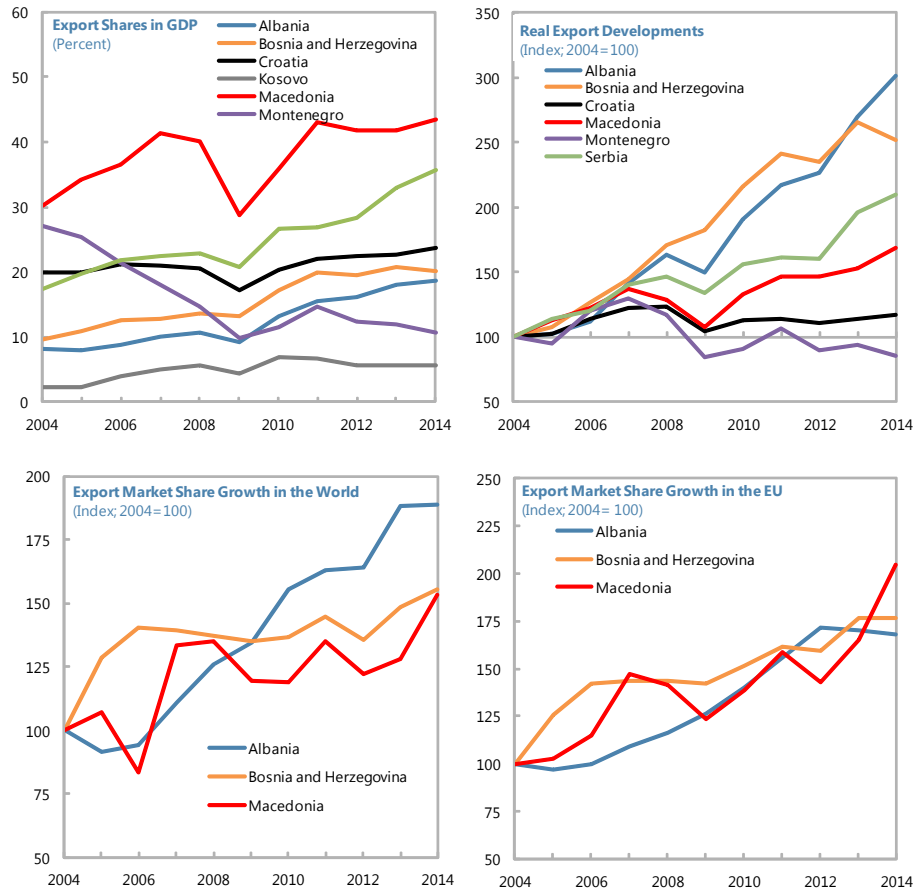 Export Shares in GDP
(Percent)
Albania
Bosnia and Herzegovina
Croatia
Kosovo
Macedonia
Montenegro
60
50
40
30
20
10
0
2004 2006 2008 2010 2012 2014
Real Export Developments
(Index; 2004=100)
Albania
Bosnia and Herzegovina
Croatia
Macedonia
Montenegro
Serbia
350
300
250
200
150
100
50
2004 2006 2008 2010 2012 2014
Export Market Share Growth in the World
(Index; 2004= 100)
200
175
150
125
100
75
50
Albania
Bosnia and Herzegovina
Macedonia
2004 2006 2008 2010 2012 2014
Export Market Share Growth in the EU
(Index; 2004= 100)
Albania
Bosnia and Herzegovina
Macedonia
250
225
200
175
150
125
100
75
50
2004 2006 2008 2010 2012 2014